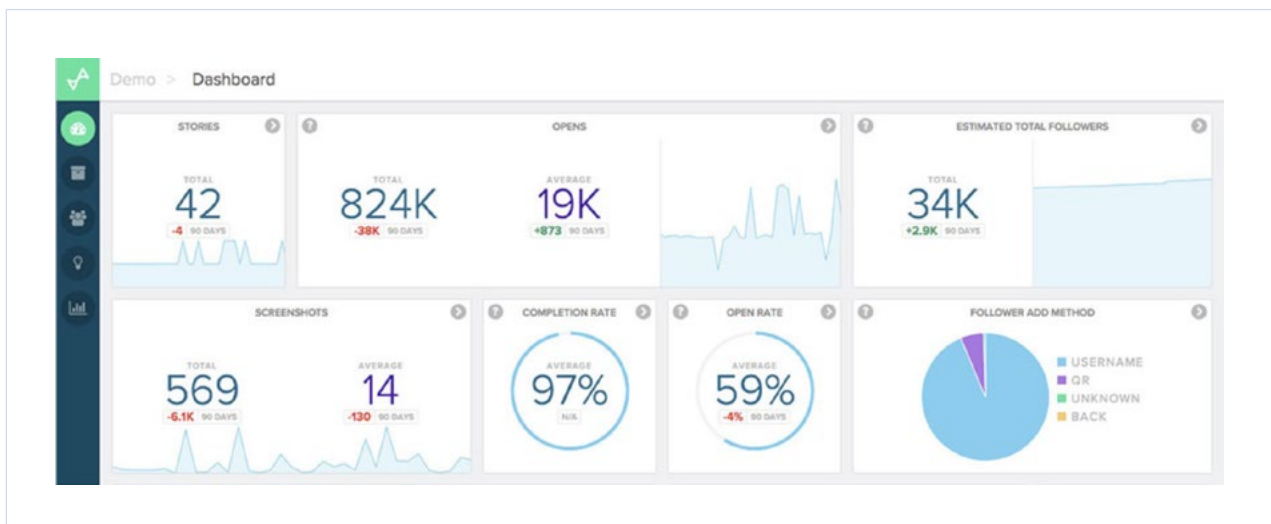 Demo > Dashboard
STORIES
TOTAL
42
-4 90 DAYS
OPENS
TOTAL
824K
-38K 90 DAYS
AVERAGE
19K
+873 90 DAYS
ESTIMATED TOTAL FOLLOWERS
TOTAL
34K
+2.9K 90 DAYS
SCREENSHOTS
TOTAL
569
-6.1K 90 DAYS
AVERAGE
14
-130 90 DAYS
COMPLETION RATE
AVERAGE
97%
N/A
OPEN RATE
AVERAGE
59%
-4% 90 DAYS
FOLLOWER ADD METHOD
USERNAME
QR
UNKNOWN
BACK